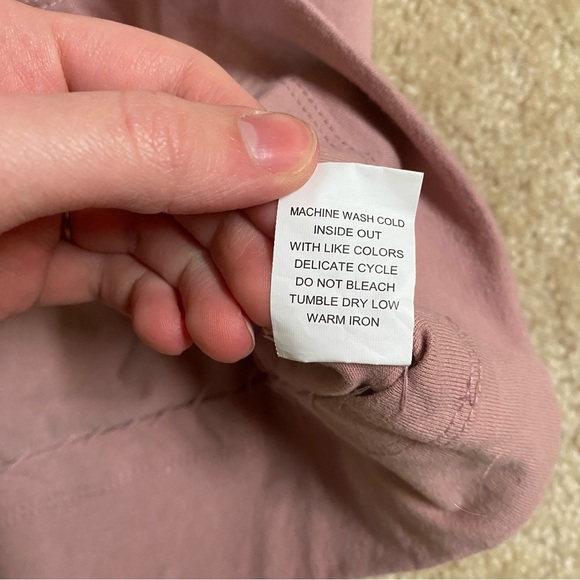 MACHINE WASH COLD
INSIDE OUT
WITH LIKE COLORS
DELICATE CYCLE
DO NOT BLEACH
TUMBLE DRY LOW
WARM IRON